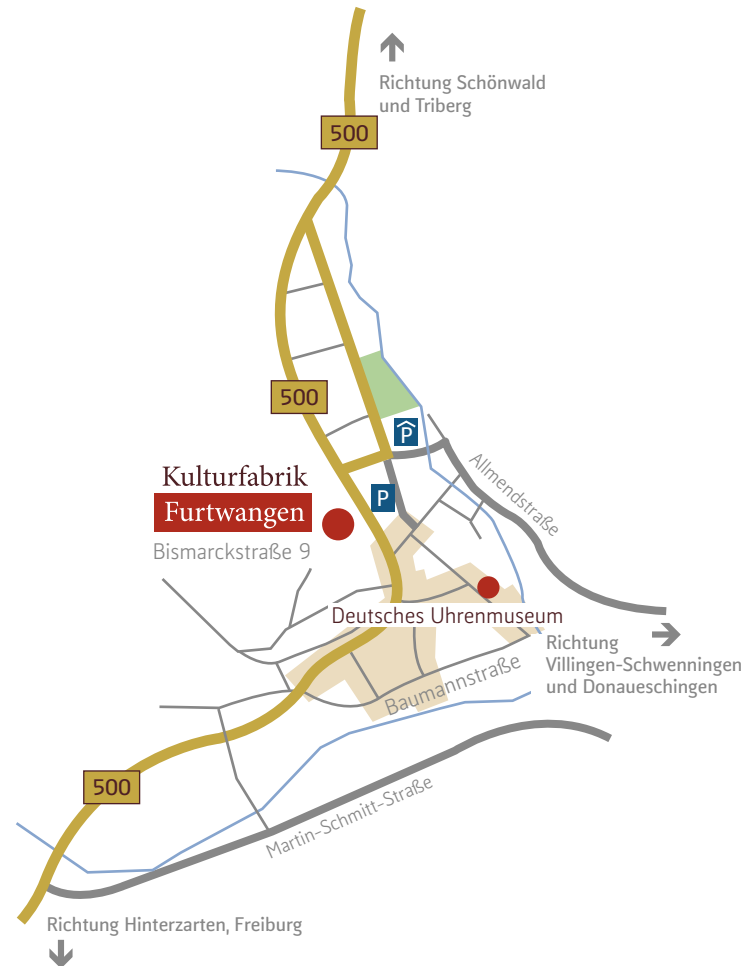 Richtung Schönwald
und Triberg
500
500
P
Kulturfabrik
Furtwangen
P
Bismarckstraße 9
Allmendstraße
Deutsches Uhrenmuseum
Richtung
Villingen-Schwenningen
und Donaueschingen
Baumannstraße
500
Martin-Schmitt-Straße
Richtung Hinterzarten, Freiburg